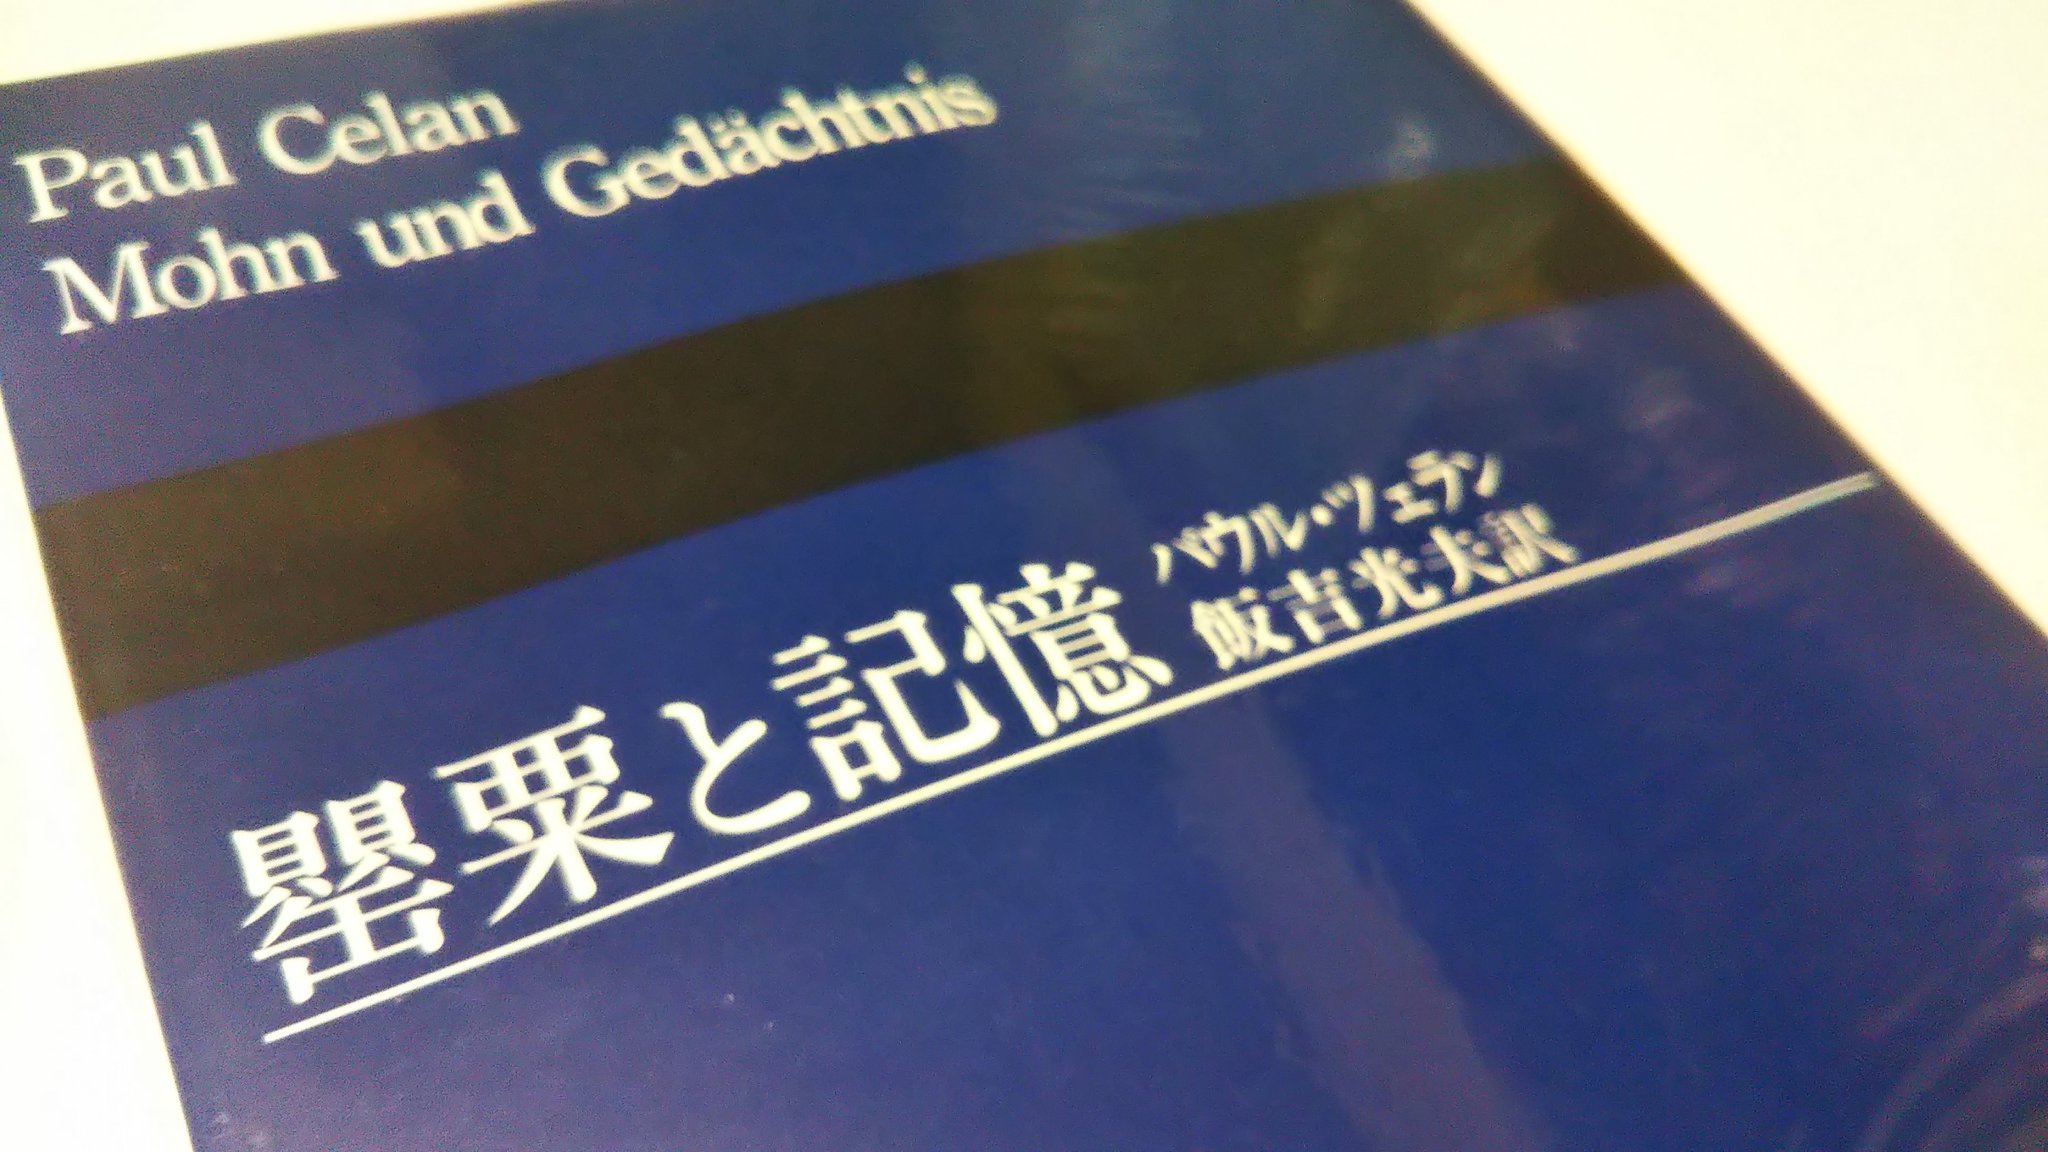 Paul Celan
Mohn und Gedächtnis
パウル・ツェラン
罌粟と記憶 飯吉光夫訳